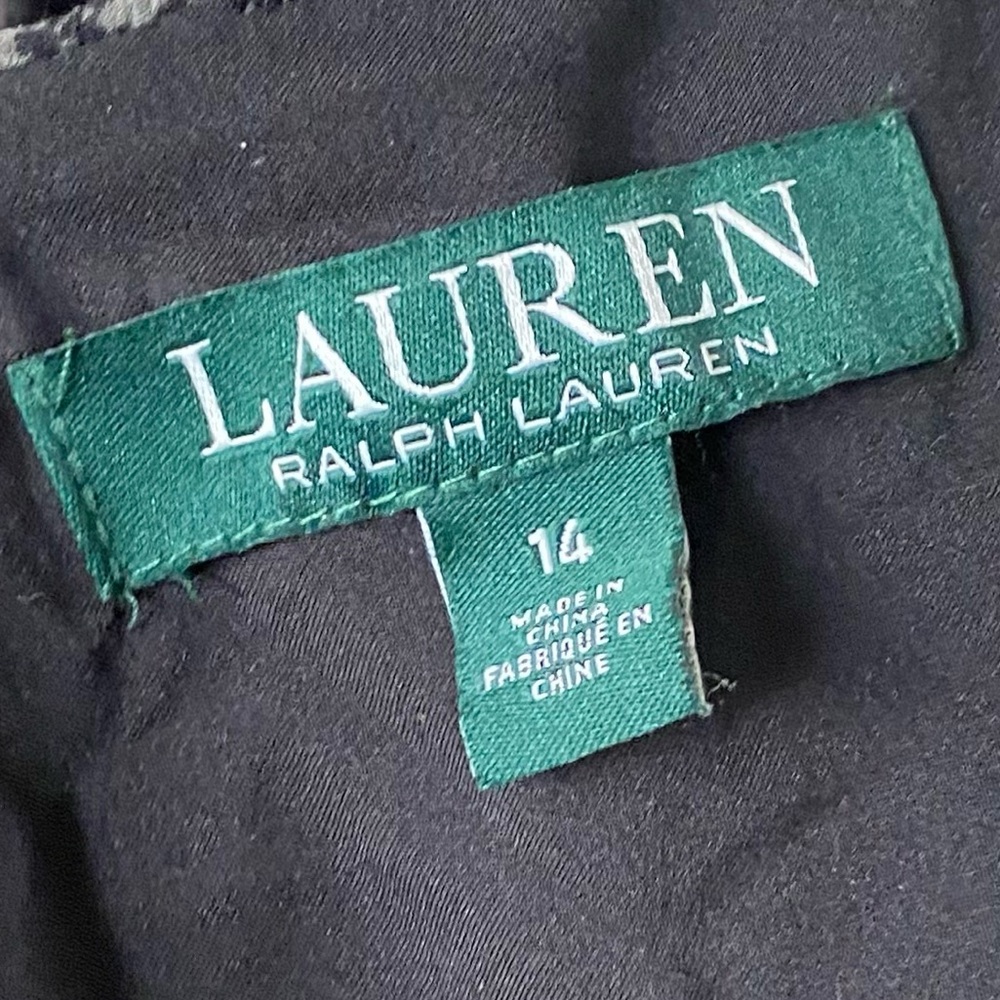 LAUREN
RALPH LAUREN
14
MADE IN
CHINA
FABRIQUÉ EN
CHINE